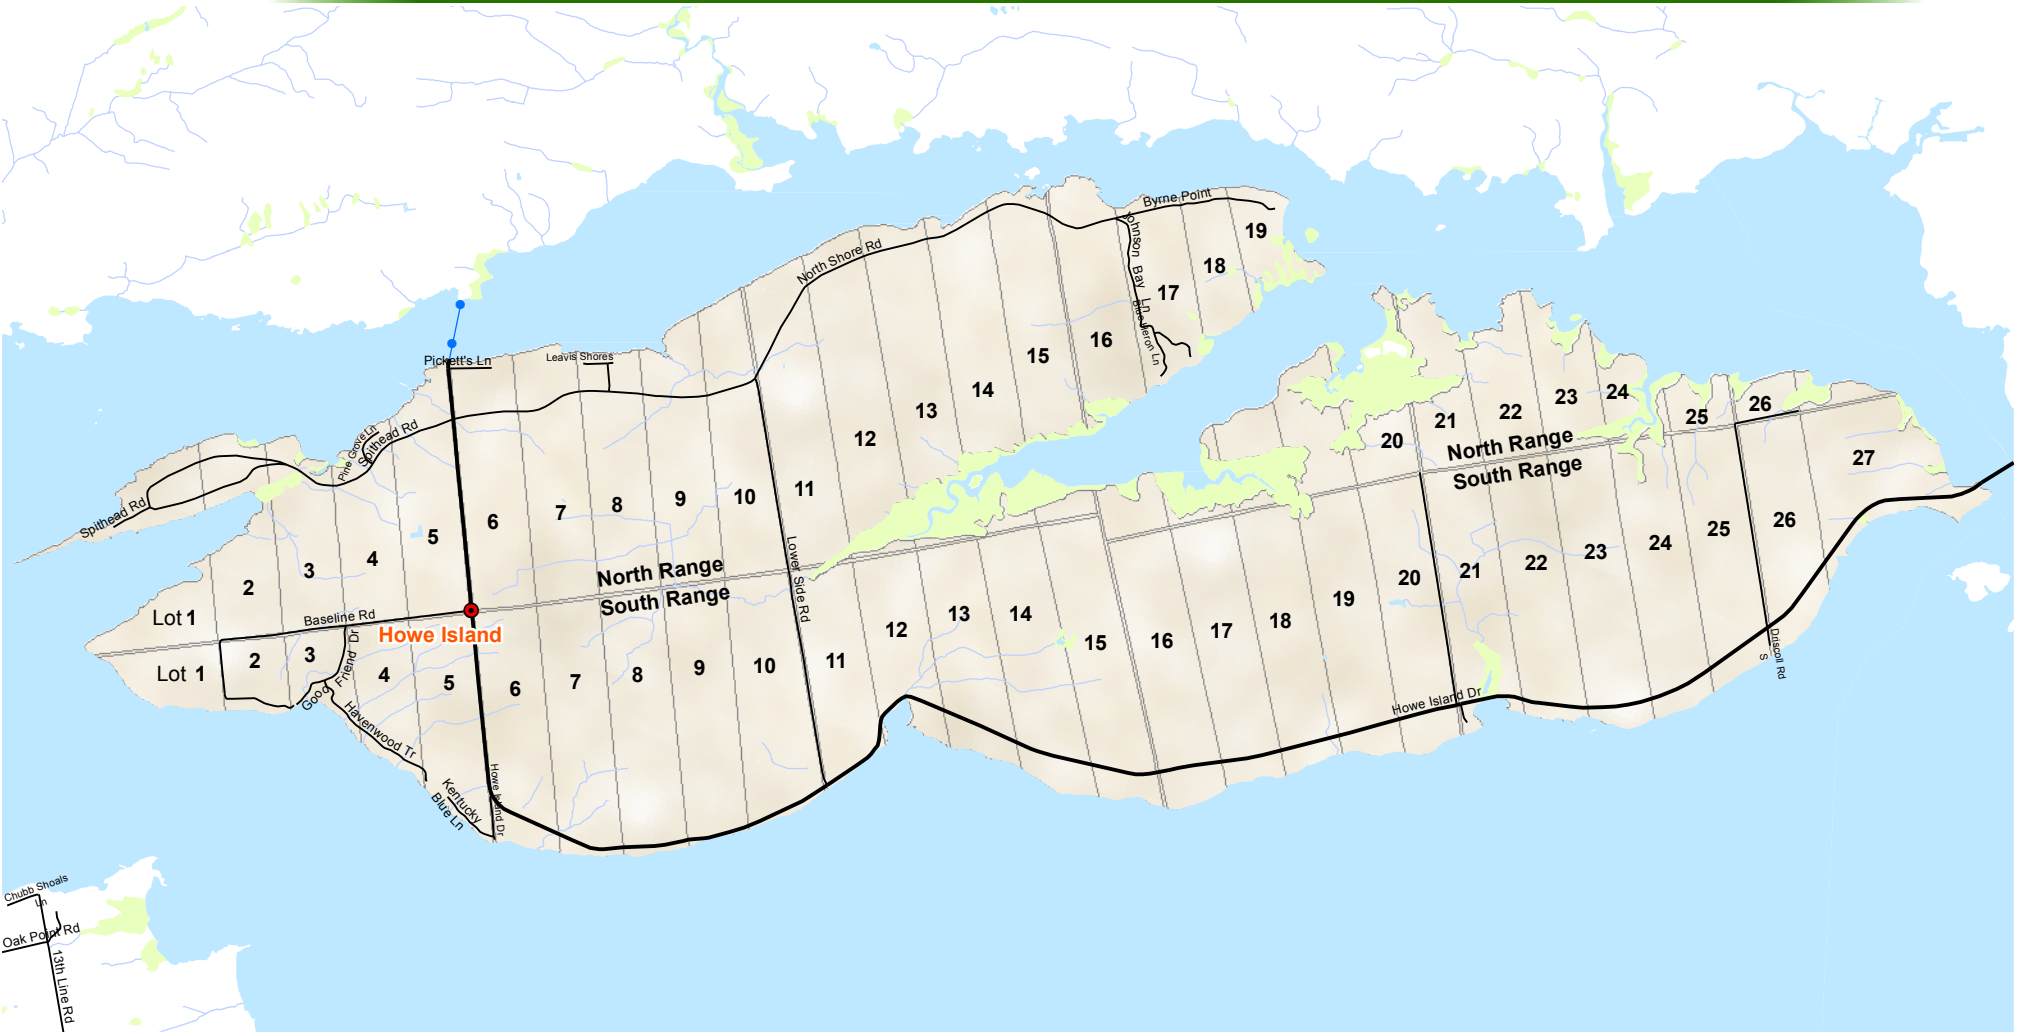 Byrne Point
Johnson Bay Ln
Blue Heron Ln
19
18
17
16
15
14
13
12
11
North Shore Rd
Pickett's Ln
Leavis Shores
Pine Grove Ln
Spithead Rd
Spithead Rd
20
21
22
23
24
25
26
27
North Range
South Range
10
9
8
7
6
5
4
3
2
Lot 1
North Range
South Range
Lower Side Rd
Baseline Rd
Howe Island
Lot 1
2
3
4
5
6
7
8
9
10
11
12
13
14
15
16
17
18
19
20
21
22
23
24
25
26
Good Friend Dr
Havenwood Tr
Kentucky
Blue Ln
Howe Island Dr
Howe Island Dr
Driscoll Rd
S
Chubb Shoals
Ln
Oak Point Rd
13th Line Rd